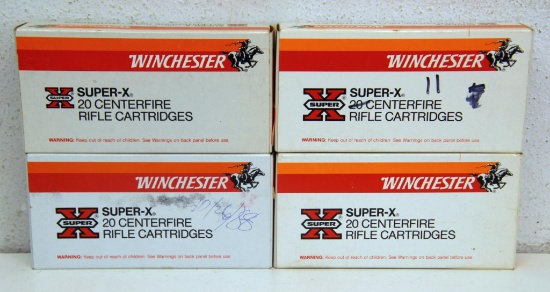 WINCHESTER
X SUPER
SUPER-X®
20 CENTERFIRE
RIFLE CARTRIDGES
WARNING: Keep out of reach of children. See Warnings on back panel before use.
WINCHESTER
11
X SUPER
SUPER-X®
20 CENTERFIRE
RIFLE CARTRIDGES
WARNING: Keep out of reach of children. See Warnings on back panel before use.
WINCHESTER
X SUPER
SUPER-X®
20 CENTERFIRE
RIFLE CARTRIDGES
WARNING: Keep out of reach of children. See Warnings on back panel before use.
WINCHESTER
X SUPER
SUPER-X®
20 CENTERFIRE
RIFLE CARTRIDGES
WARNING: Keep out of reach of children. See Warnings on back panel before use.